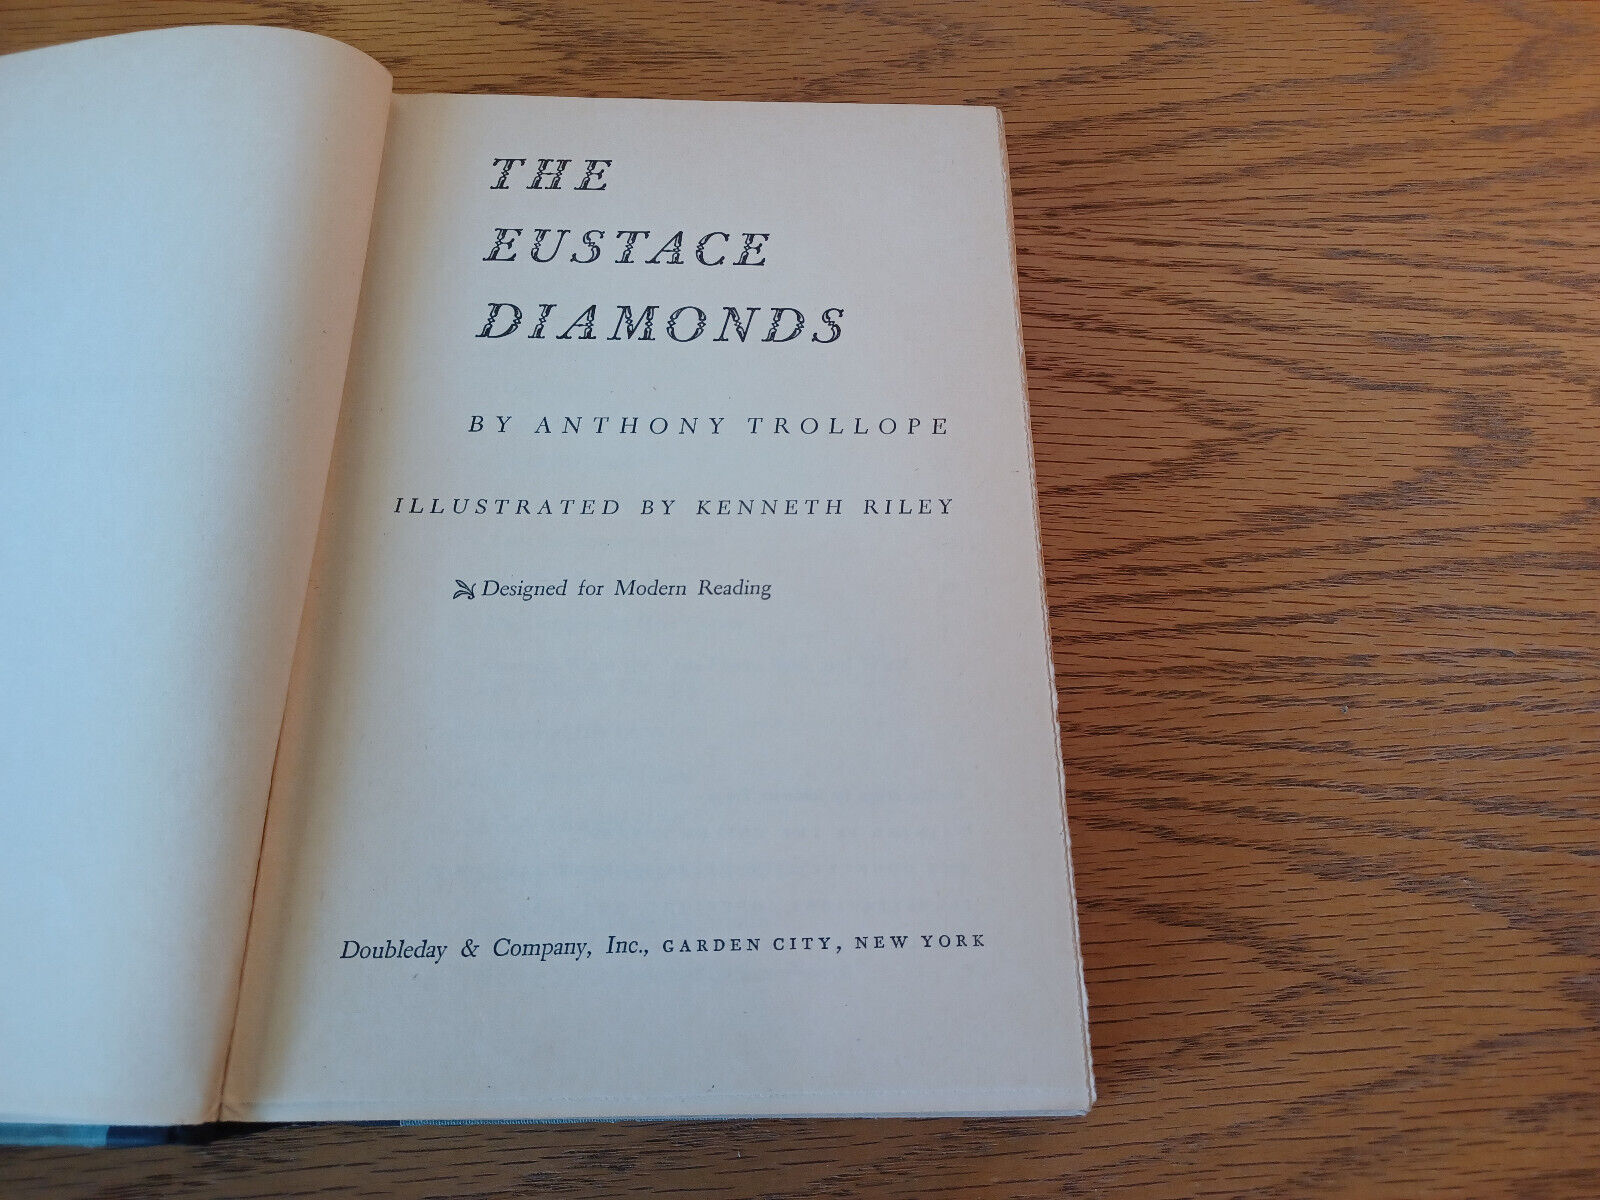 THE
EUSTACE
DIAMONDS
BY ANTHONY TROLLOPE
ILLUSTRATED BY KENNETH RILEY
Designed for Modern Reading
Doubleday & Company, Inc., GARDEN CITY, NEW YORK